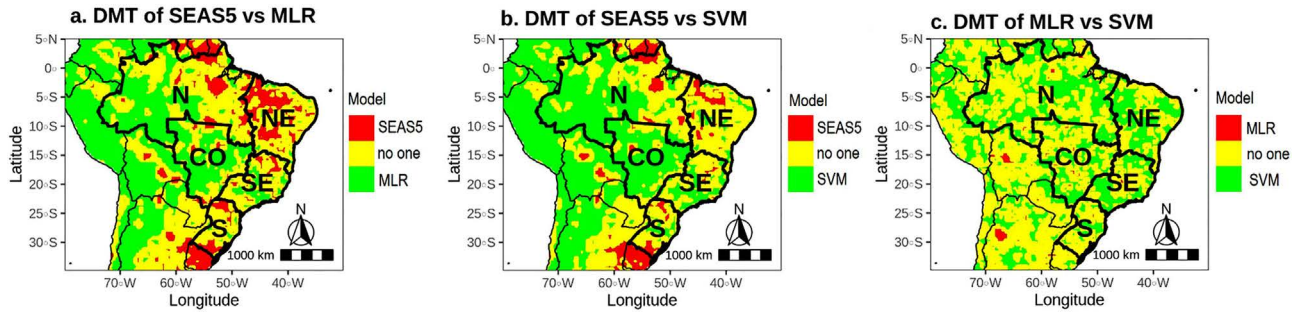 a. DMT of SEAS5 vs MLR
5◦N
0◦
5◦S
10◦S
15◦S
20◦S
25◦S
30◦S
Latitude
N
NE
CO
SE
S
N
1000 km
70◦W
60◦W
50◦W
40◦W
Longitude
Model
SEAS5
no one
MLR
b. DMT of SEAS5 vs SVM
5◦N
0◦
5◦S
10◦S
15◦S
20◦S
25◦S
30◦S
Latitude
N
NE
CO
SE
S
N
1000 km
70◦W
60◦W
50◦W
40◦W
Longitude
Model
SEAS5
no one
SVM
c. DMT of MLR vs SVM
5◦N
0◦
5◦S
10◦S
15◦S
20◦S
25◦S
30◦S
Latitude
N
NE
CO
SE
S
N
1000 km
70◦W
60◦W
50◦W
40◦W
Longitude
Model
MLR
no one
SVM